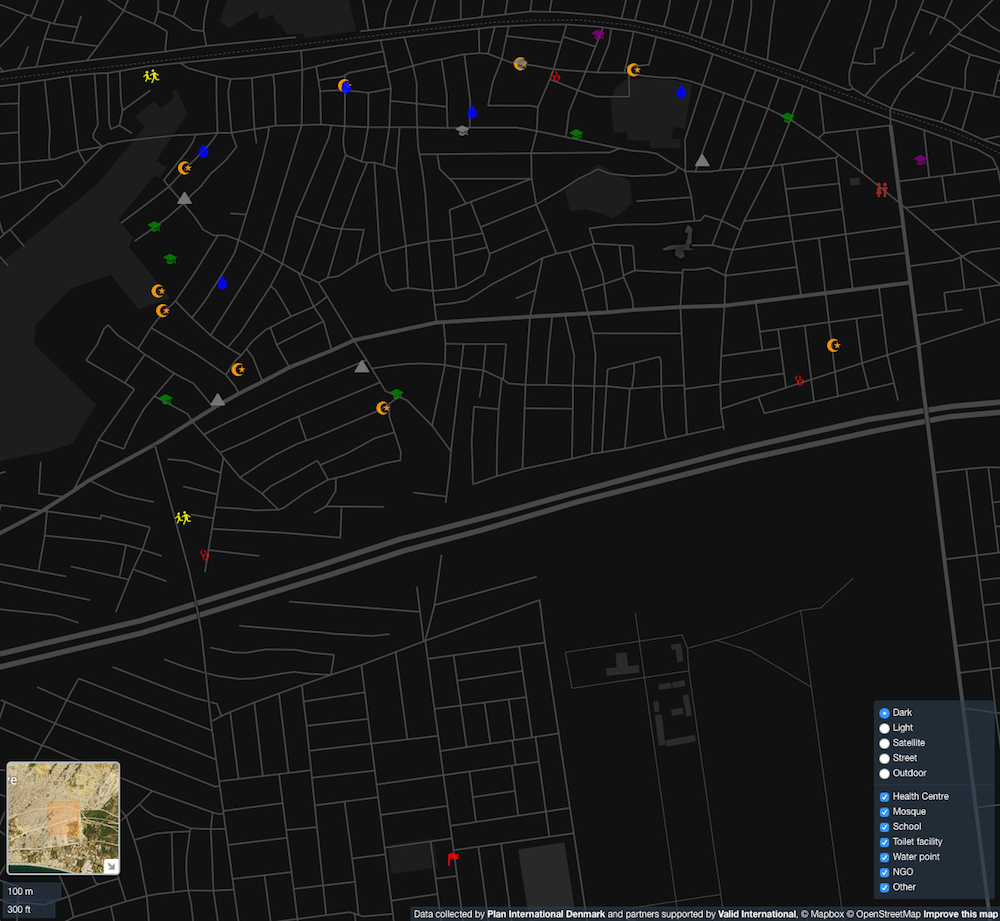 Dark
Light
Satellite
Street
Outdoor
Health Centre
Mosque
School
Toilet facility
Water point
NGO
Other
100 m
300 ft
Data collected by Plan International Denmark and partners supported by Valid International, © Mapbox © OpenStreetMap Improve this map